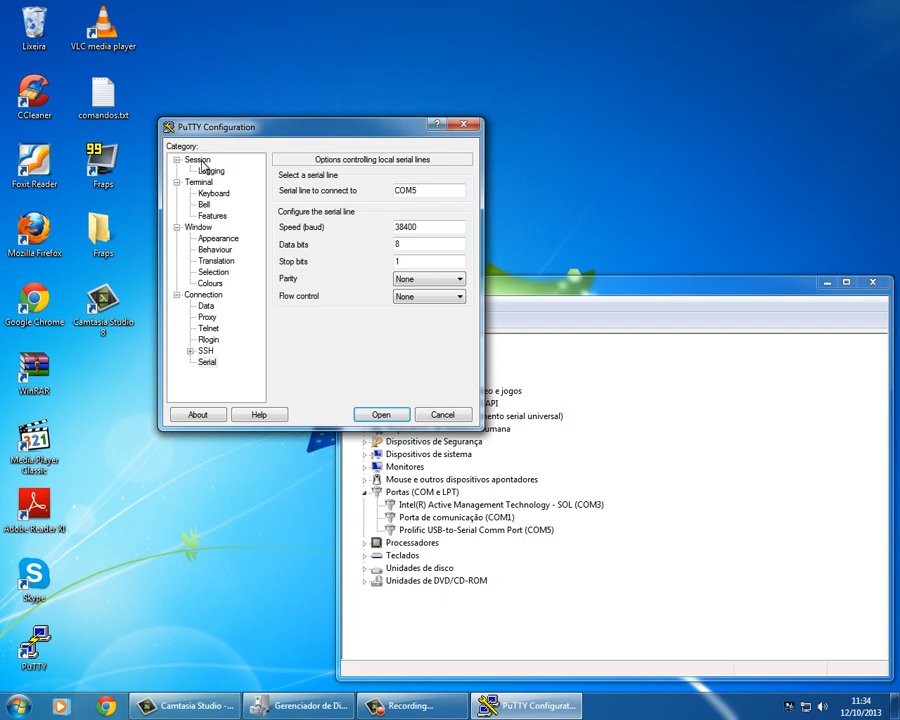 Lixeira
VLC media player
CCleaner
comandos.txt
Foxit Reader
99
Fraps
Mozilla Firefox
Fraps
Google Chrome
Camtasia Studio
8
WinRAR
321
Media Player
Classic
Adobe Reader XI
Skype
PuTTY
PuTTY Configuration
Category:
Session
Logging
Terminal
Keyboard
Bell
Features
Window
Appearance
Behaviour
Translation
Selection
Colours
Connection
Data
Proxy
Telnet
Rlogin
SSH
Serial
Options controlling local serial lines
Select a serial line
Serial line to connect to COM5
Configure the serial line
Speed (baud) 38400
Data bits 8
Stop bits 1
Parity None
Flow control None
About Help Open Cancel
eo e jogos
API
ento serial universal)
umana
Dispositivos de Segurança
Dispositivos de sistema
Monitores
Mouse e outros dispositivos apontadores
Portas (COM e LPT)
Intel(R) Active Management Technology - SOL (COM3)
Porta de comunicação (COM1)
Prolific USB-to-Serial Comm Port (COM5)
Processadores
Teclados
Unidades de disco
Unidades de DVD/CD-ROM
Camtasia Studio -...
Gerenciador de Di...
Recording...
PuTTY Configurat...
11:34
12/10/2013